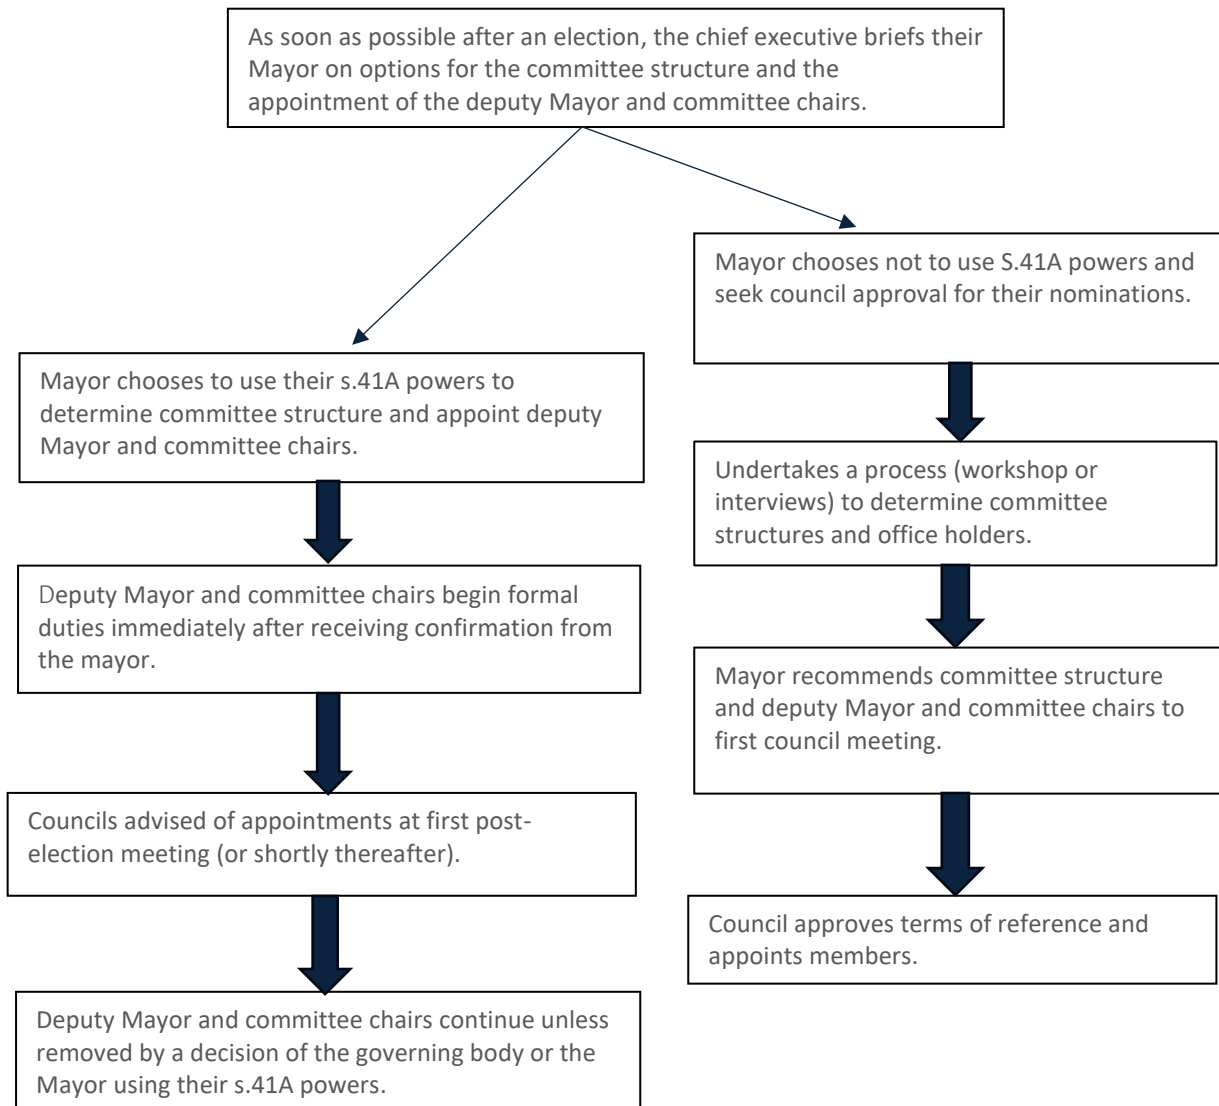 As soon as possible after an election, the chief executive briefs their
Mayor on options for the committee structure and the
appointment of the deputy Mayor and committee chairs.
Mayor chooses not to use S.41A powers and
seek council approval for their nominations.
Mayor chooses to use their s.41A powers to
determine committee structure and appoint deputy
Mayor and committee chairs.
Undertakes a process (workshop or
interviews) to determine committee
structures and office holders.
Deputy Mayor and committee chairs begin formal
duties immediately after receiving confirmation from
the mayor.
Mayor recommends committee structure
and deputy Mayor and committee chairs to
first council meeting.
Councils advised of appointments at first post-
election meeting (or shortly thereafter).
Council approves terms of reference and
appoints members.
Deputy Mayor and committee chairs continue unless
removed by a decision of the governing body or the
Mayor using their s.41A powers.